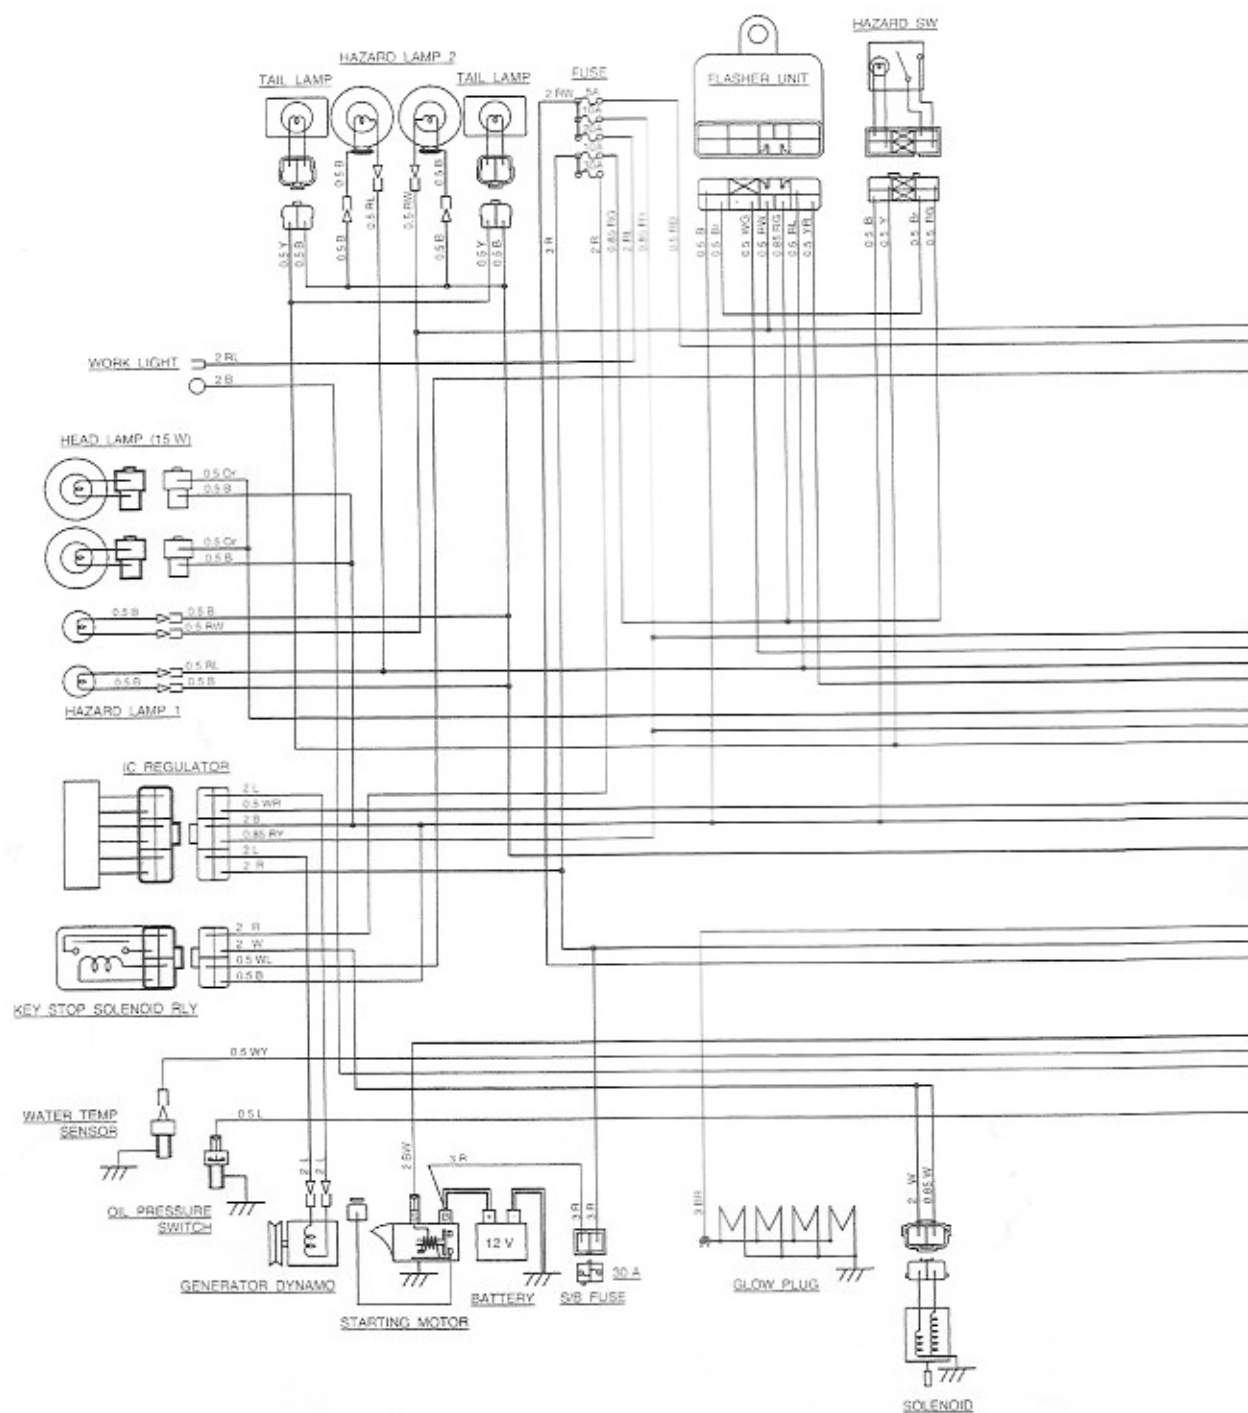 HAZARD SW
HAZARD LAMP 2
TAIL LAMP
TAIL LAMP
FUSE
FLASHER UNIT
2 RW
5A
0.5 B
0.5 RL
0.5 RW
0.5 B
0.5 Y
0.5 B
0.5 B
0.5 B
0.5 Y
0.5 B
3 R
2 R
0.85 RG
2 RL
0.5 B
0.5 Br
0.5 WG
0.5 RW
0.85 RG
0.5 RL
0.5 YR
0.5 B
0.5 Y
0.5 Br
0.5 RG
WORK LIGHT
2 RL
2 B
HEAD LAMP (15 W)
0.5 Or
0.5 B
0.5 Or
0.5 B
0.5 B
0.5 B
0.5 RW
0.5 RL
0.5 B
0.5 B
HAZARD LAMP 1
IC REGULATOR
2 L
0.5 WR
2 B
0.85 RY
2 L
2 R
2 R
2 W
0.5 WL
0.5 B
KEY STOP SOLENOID RLY
0.5 WY
WATER TEMP
SENSOR
0.5 L
OIL PRESSURE
SWITCH
2 L
2 L
2 BW
3 R
3 R
3 R
2 W
0.85 W
12 V
30 A
GENERATOR DYNAMO
BATTERY
S/B FUSE
GLOW PLUG
STARTING MOTOR
SOLENOID